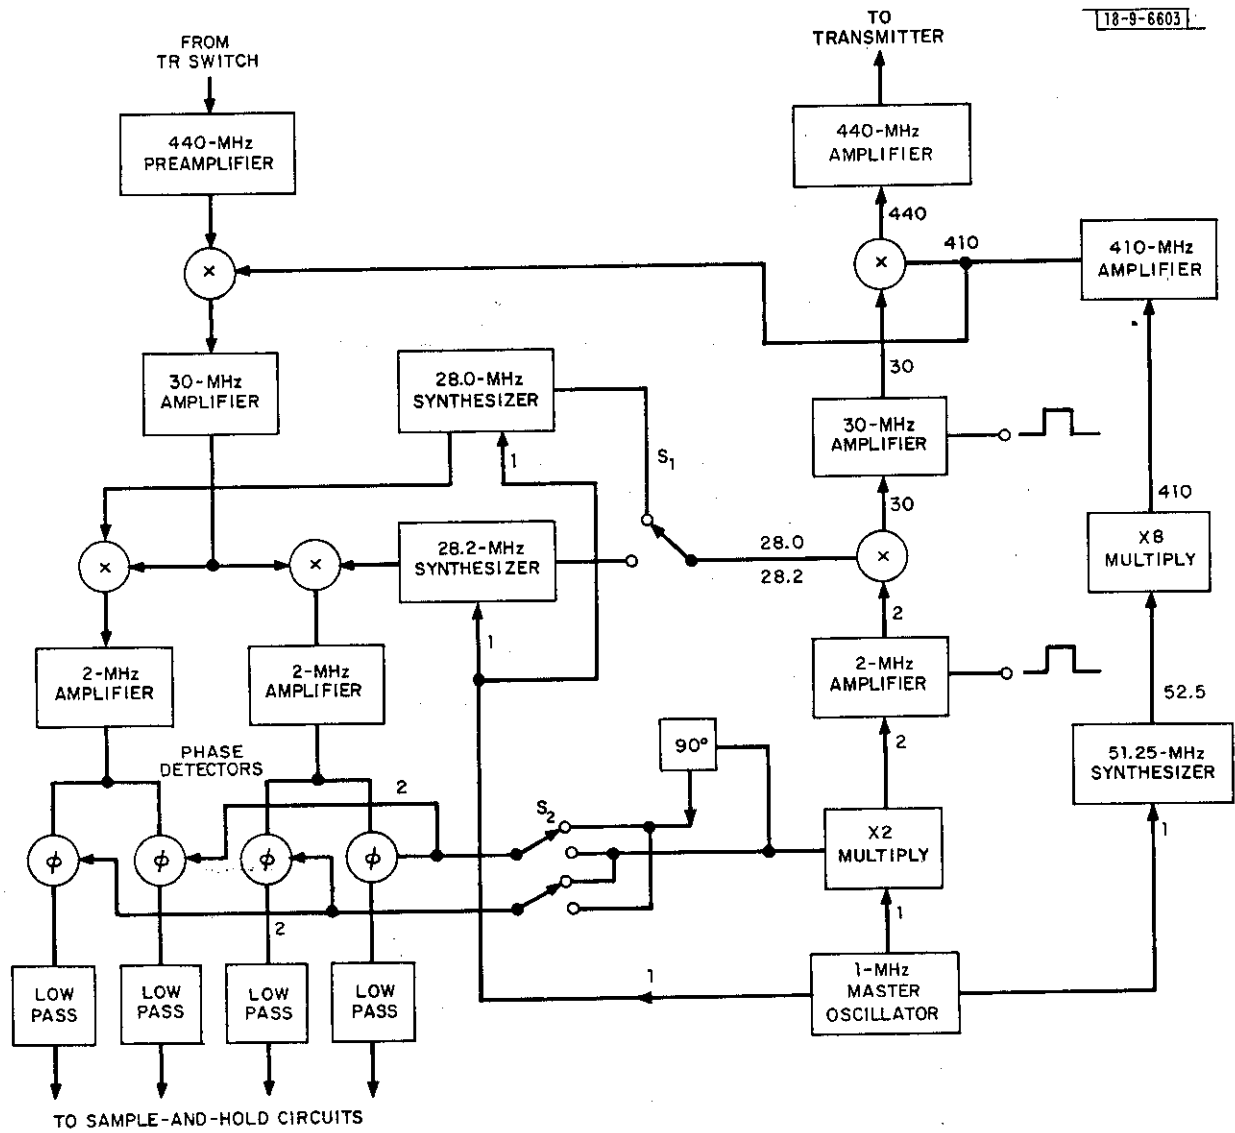 18-9-6603
FROM
TR SWITCH
TO
TRANSMITTER
440-MHz
PREAMPLIFIER
440-MHz
AMPLIFIER
440
×
×
410
410-MHz
AMPLIFIER
30
30-MHz
AMPLIFIER
28.0-MHz
SYNTHESIZER
30-MHz
AMPLIFIER
1
S1
30
410
×
×
28.2-MHz
SYNTHESIZER
28.0
28.2
×
X8
MULTIPLY
1
2
2-MHz
AMPLIFIER
2-MHz
AMPLIFIER
2-MHz
AMPLIFIER
52.5
PHASE
DETECTORS
90°
2
51.25-MHz
SYNTHESIZER
2
S2
X2
MULTIPLY
1
ϕ
ϕ
ϕ
ϕ
2
1
LOW
PASS
LOW
PASS
LOW
PASS
LOW
PASS
1
1-MHz
MASTER
OSCILLATOR
TO SAMPLE-AND-HOLD CIRCUITS